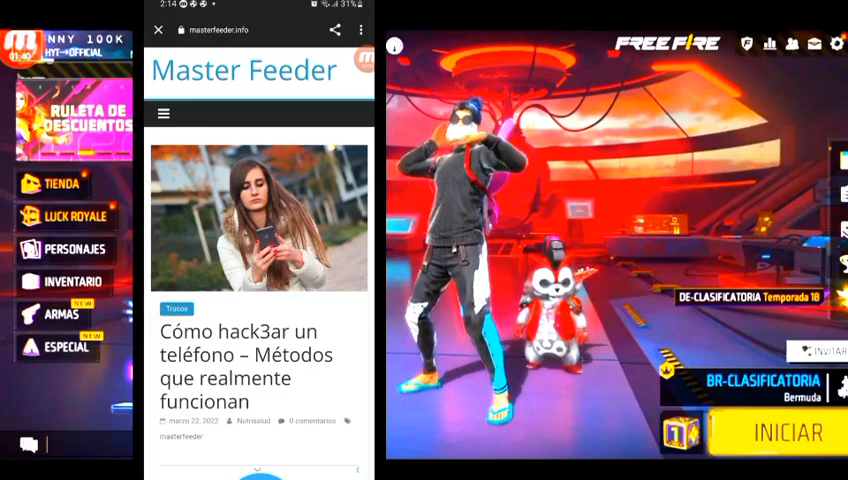 NNY 100K
HYT-OFFICIAL
01:40
RULETA DE
DESCUENTOS
TIENDA
LUCK ROYALE
PERSONAJES
INVENTARIO
NEW
ARMAS
NEW
ESPECIAL
2:14
31%
masterfeeder.info
Master Feeder
Trucos
Cómo hack3ar un
teléfono – Métodos
que realmente
funcionan
marzo 22, 2022 Nutrisalud 0 comentarios
masterfeeder
FREE FIRE
DE-CLASIFICATORIA Temporada 18
INVITAR
BR-CLASIFICATORIA
Bermuda
1
INICIAR